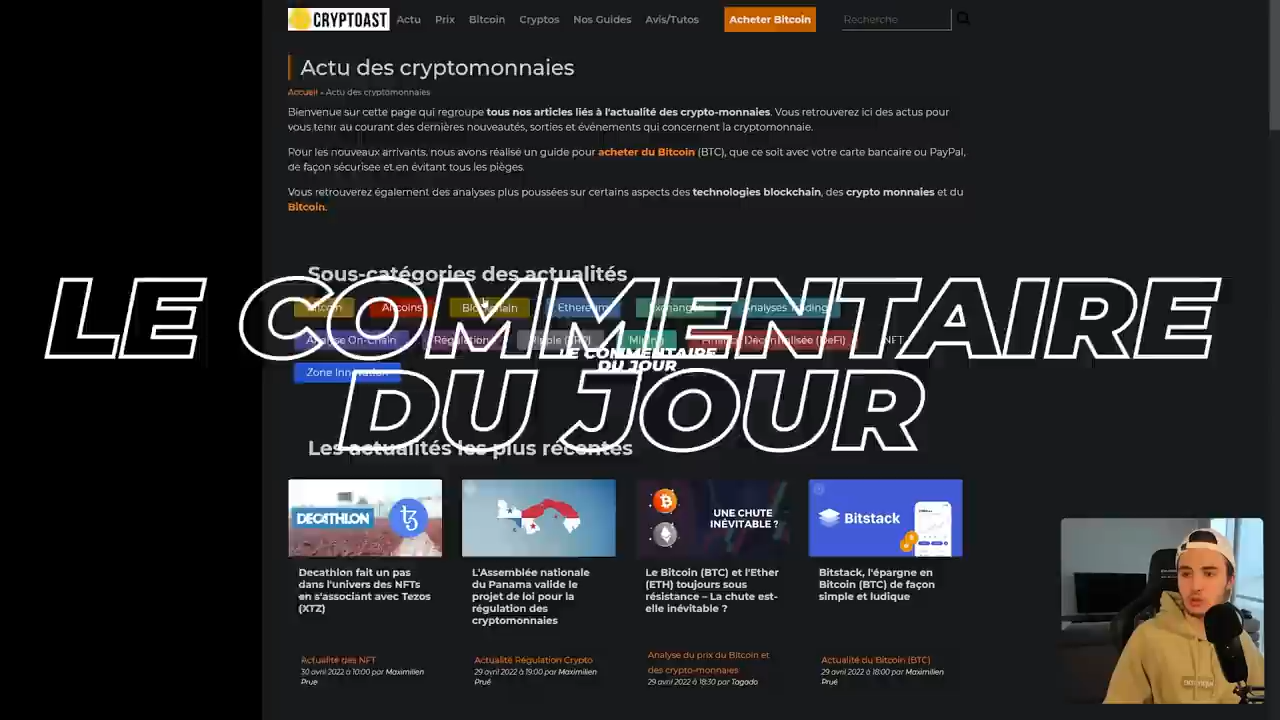 CRYPTOAST Actu Prix Bitcoin Cryptos Nos Guides Avis/Tutos Acheter Bitcoin Recherche
Actu des cryptomonnaies
Accueil » Actu des cryptomonnaies
Bienvenue sur cette page qui regroupe tous nos articles liés à l'actualité des crypto-monnaies. Vous retrouverez ici des actus pour
vous tenir au courant des dernières nouveautés, sorties et événements qui concernent la cryptomonnaie.
Pour les nouveaux arrivants, nous avons réalisé un guide pour acheter du Bitcoin (BTC), que ce soit avec votre carte bancaire ou PayPal,
de façon sécurisée et en évitant tous les pièges.
Vous retrouverez également des analyses plus poussées sur certains aspects des technologies blockchain, des crypto monnaies et du
Bitcoin.
Sous-catégories des actualités
Bitcoin Altcoins Blockchain Ethereum Exchanges Analyses Trading
LE COMMENTAIRE
Analyse On-Chain Régulation Ripple (XRP) Mining Finance Décentralisée (DeFi) NFT
LE COMMENTAIRE
DU JOUR
Zone Innovation
DU JOUR
Les actualités les plus récentes
DECATHLON
UNE CHUTE
INÉVITABLE ?
Bitstack
Decathlon fait un pas
dans l'univers des NFTs
en s'associant avec Tezos
(XTZ)
Actualité des NFT
30 avril 2022 à 10:00 par Maximilien
Prue
L'Assemblée nationale
du Panama valide le
projet de loi pour la
régulation des
cryptomonnaies
Actualité Régulation Crypto
29 avril 2022 à 19:00 par Maximilien
Prué
Le Bitcoin (BTC) et l'Ether
(ETH) toujours sous
résistance – La chute est-
elle inévitable ?
Analyse du prix du Bitcoin et
des crypto-monnaies
29 avril 2022 à 18:30 par Tagado
Bitstack, l'épargne en
Bitcoin (BTC) de façon
simple et ludique
Actualité du Bitcoin (BTC)
29 avril 2022 à 18:00 par Maximilien
Prué